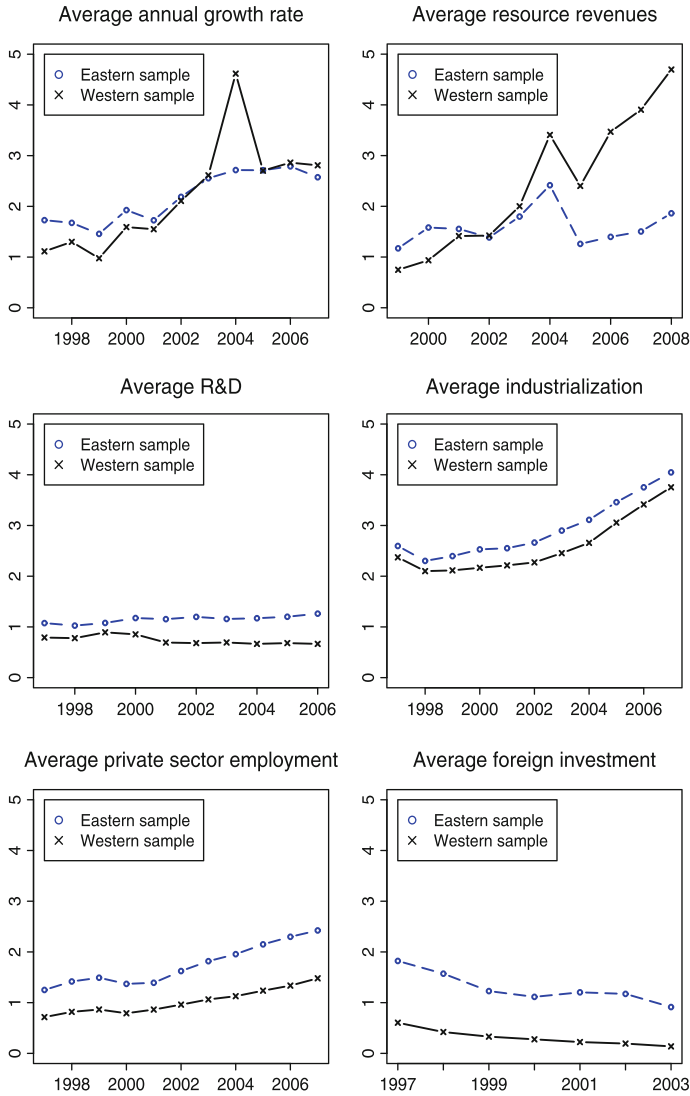 Average annual growth rate
5
4
3
2
1
0
Eastern sample
Western sample
1998 2000 2002 2004 2006
Average resource revenues
5
4
3
2
1
0
Eastern sample
Western sample
2000 2002 2004 2006 2008
Average R&D
5
4
3
2
1
0
Eastern sample
Western sample
1998 2000 2002 2004 2006
Average industrialization
5
4
3
2
1
0
Eastern sample
Western sample
1998 2000 2002 2004 2006
Average private sector employment
5
4
3
2
1
0
Eastern sample
Western sample
1998 2000 2002 2004 2006
Average foreign investment
5
4
3
2
1
0
Eastern sample
Western sample
1997 1999 2001 2003